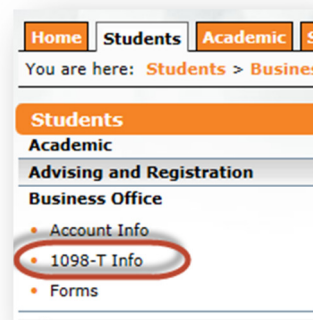 Home Students Academic
You are here: Students > Busines
Students
Academic
Advising and Registration
Business Office
Account Info
1098-T Info
Forms